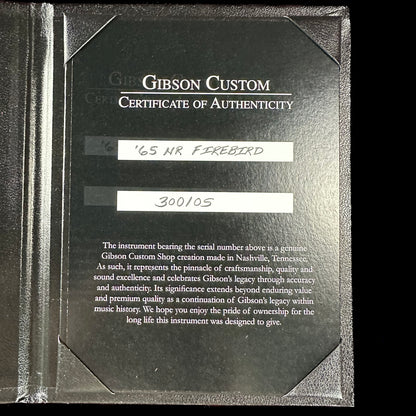 GIBSON CUSTOM
CERTIFICATE OF AUTHENTICITY
'65 NR FIREBIRD
300105
The instrument bearing the serial number above is a genuine
Gibson Custom Shop creation made in Nashville, Tennessee.
As such, it represents the pinnacle of craftsmanship, quality and
sound excellence and celebrates Gibson's legacy through accuracy
and authenticity. Its significance extends beyond enduring value
and premium quality as a continuation of Gibson's legacy within
music history. We hope you enjoy the pride of ownership for the
long life this instrument was designed to give.